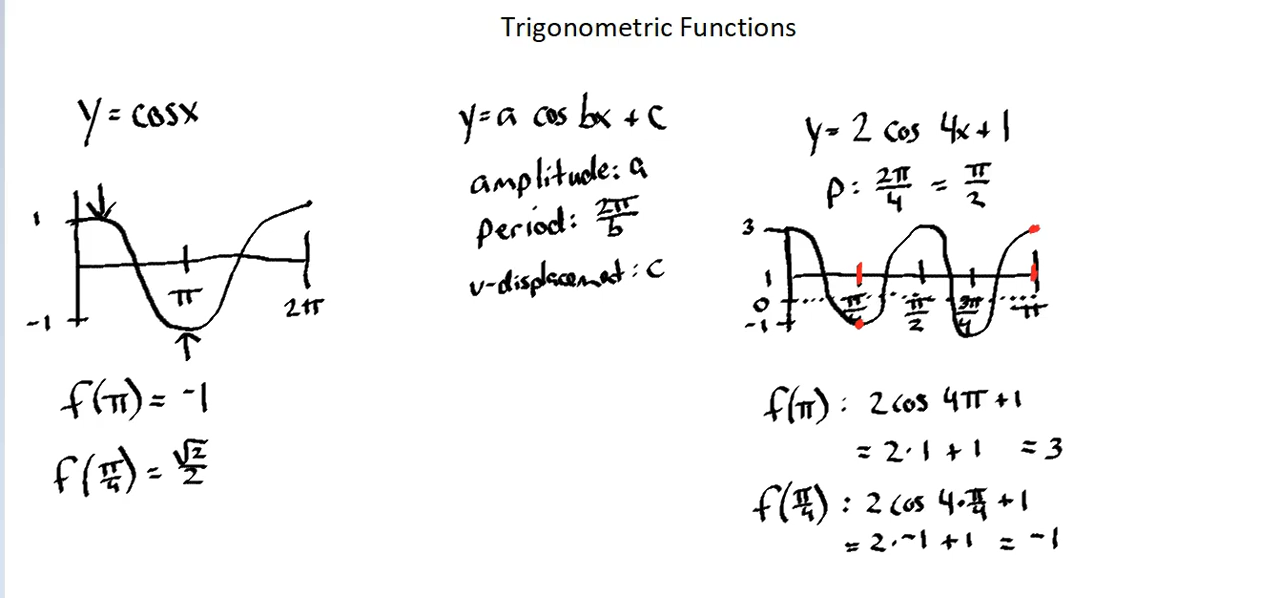 Trigonometric Functions
y = cosx
1
π
2π
-1
f(π) = -1
f(π/4) = √2/2
y = a cos bx + c
amplitude: a
Period: 2π/b
v-displacemet: c
y = 2 cos 4x + 1
P: 2π/4 = π/2
3
1
0
-1
π/4 π/2 3π/4 π
f(π) : 2 cos 4π + 1
= 2·1 + 1 = 3
f(π/4) : 2 cos 4·π/4 + 1
= 2·-1 + 1 = -1